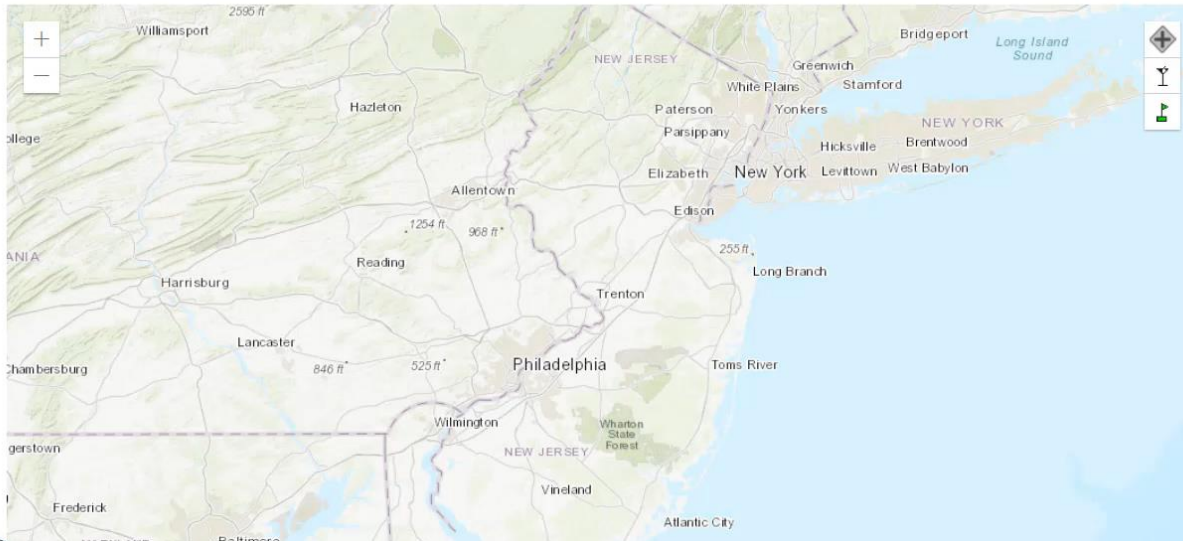 2595 ft
Williamsport
Bridgeport
Long Island
Sound
NEW JERSEY
Greenwich
White Plains
Stamford
Hazleton
Paterson
Yonkers
Parsippany
NEW YORK
ollege
Hicksville
Brentwood
Elizabeth
New York
Levittown
West Babylon
Allentown
Edison
1254 ft
968 ft
255 ft
ANIA
Reading
Long Branch
Harrisburg
Trenton
Lancaster
846 ft
525 ft
Philadelphia
Toms River
Chambersburg
Wilmington
Wharton
State
Forest
gerstown
NEW JERSEY
Vineland
Frederick
Atlantic City